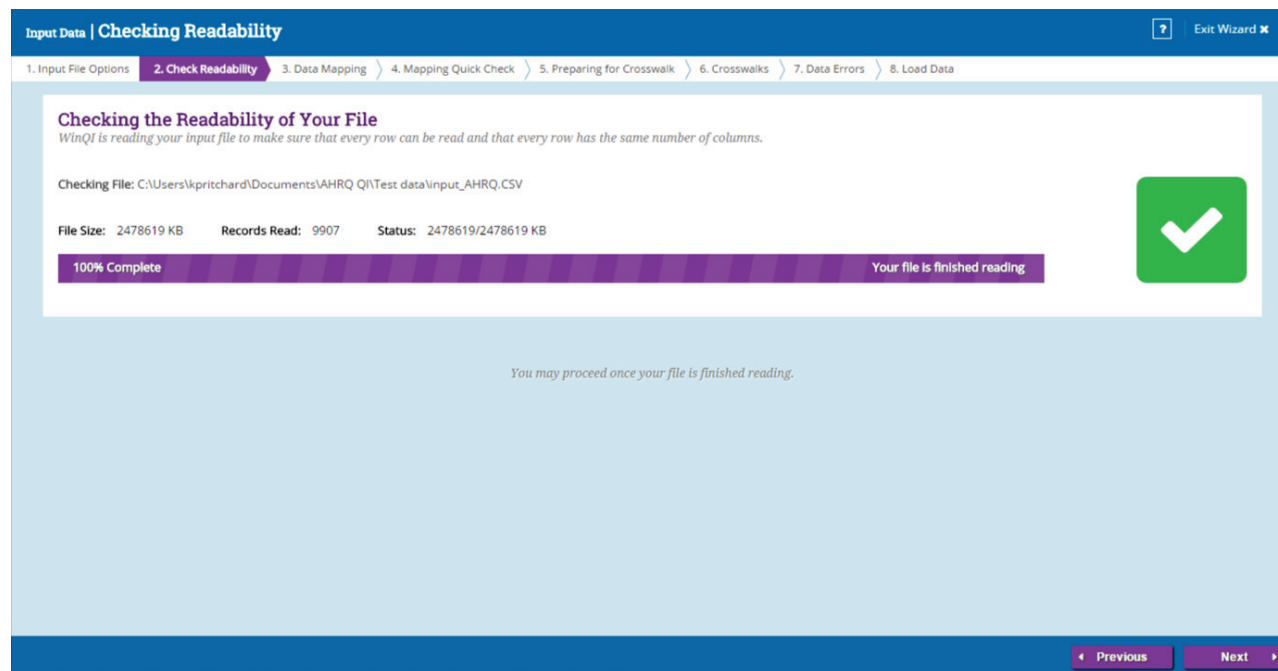 Input Data | Checking Readability
? Exit Wizard ✖
1. Input File Options 2. Check Readability 3. Data Mapping 4. Mapping Quick Check 5. Preparing for Crosswalk 6. Crosswalks 7. Data Errors 8. Load Data
Checking the Readability of Your File
WinQI is reading your input file to make sure that every row can be read and that every row has the same number of columns.
Checking File: C:\Users\kpritchard\Documents\AHRQ QI\Test data\input_AHRQ.CSV
File Size: 2478619 KB Records Read: 9907 Status: 2478619/2478619 KB
100% Complete Your file is finished reading
You may proceed once your file is finished reading.
Previous Next